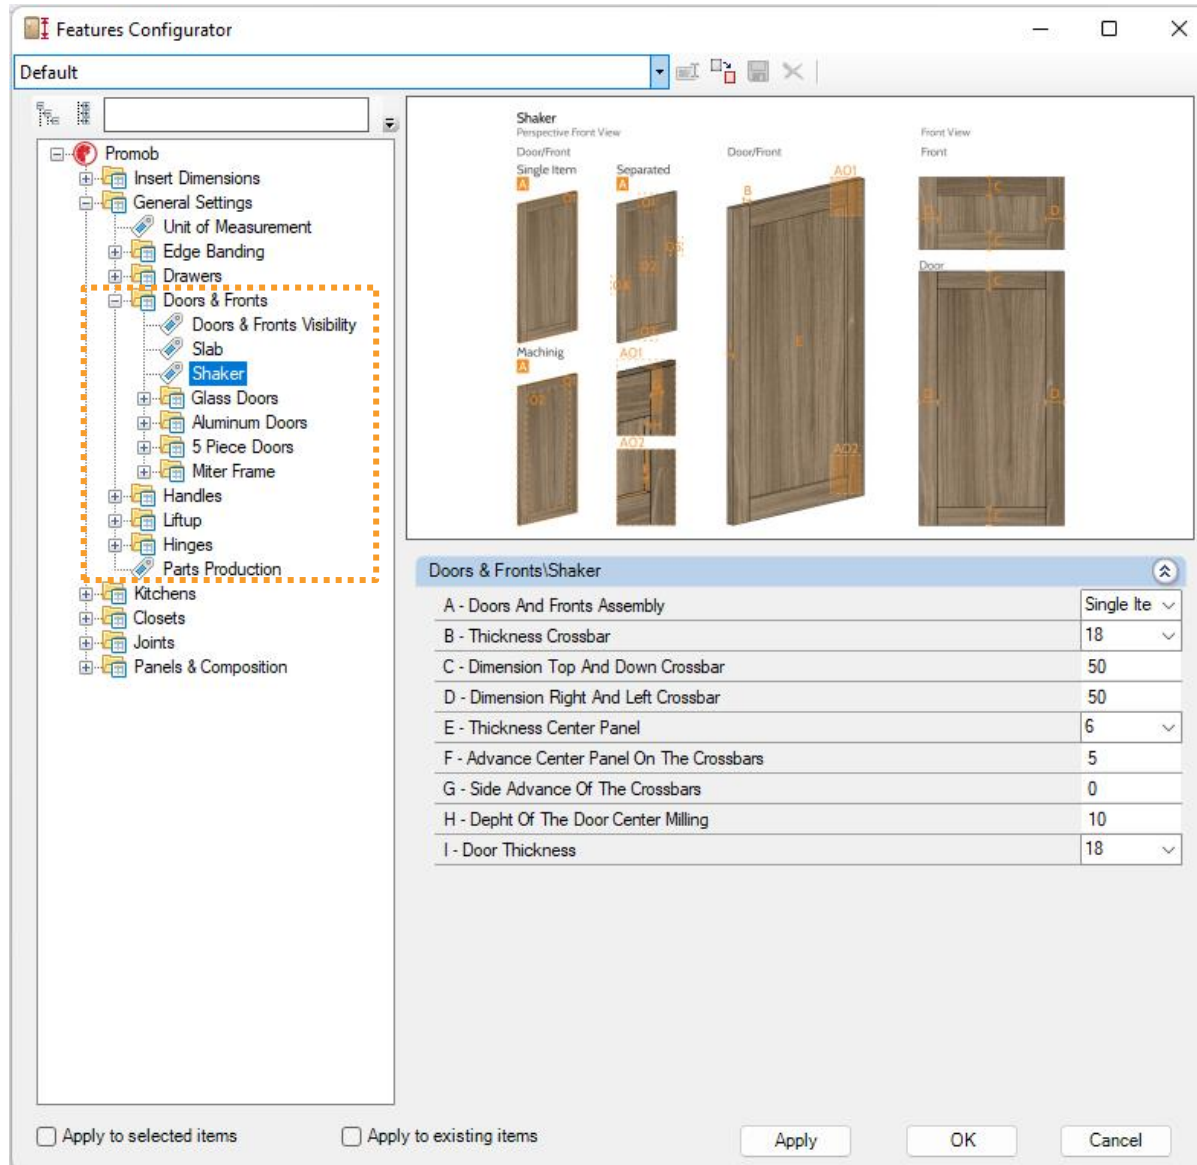 Features Configurator
Default
Promob
Insert Dimensions
General Settings
Unit of Measurement
Edge Banding
Drawers
Doors & Fronts
Doors & Fronts Visibility
Slab
Shaker
Glass Doors
Aluminum Doors
5 Piece Doors
Miter Frame
Handles
Liftup
Hinges
Parts Production
Kitchens
Closets
Joints
Panels & Composition
Shaker
Perspective Front View
Front View
Door/Front
Door/Front
Front
Single Item
Separated
A
A
AO1
B
C
D
D
C
E
Door
C
Machinig
A
AO1
D
D
AO2
AO2
C
Doors & Fronts\Shaker
A - Doors And Fronts Assembly Single Ite
B - Thickness Crossbar 18
C - Dimension Top And Down Crossbar 50
D - Dimension Right And Left Crossbar 50
E - Thickness Center Panel 6
F - Advance Center Panel On The Crossbars 5
G - Side Advance Of The Crossbars 0
H - Depht Of The Door Center Milling 10
I - Door Thickness 18
Apply to selected items
Apply to existing items
Apply
OK
Cancel